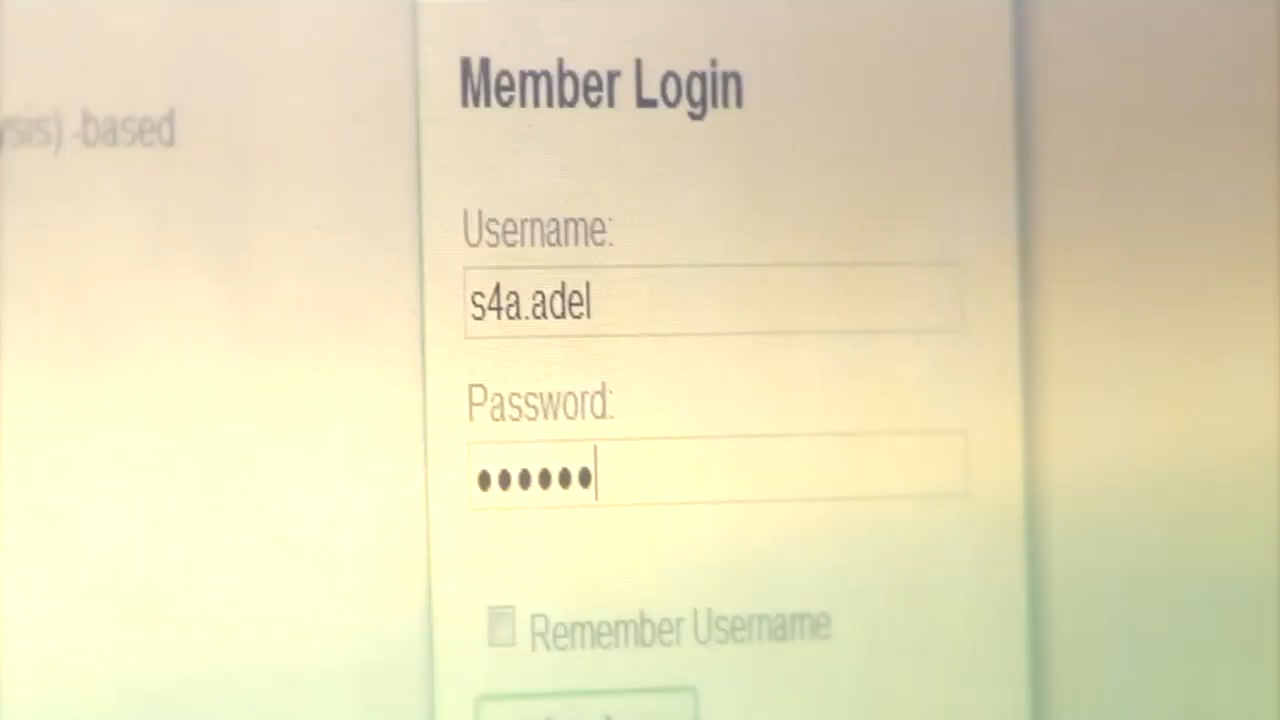 Member Login
-based
Username:
s4a.adel
Password:
••••••
Remember Username